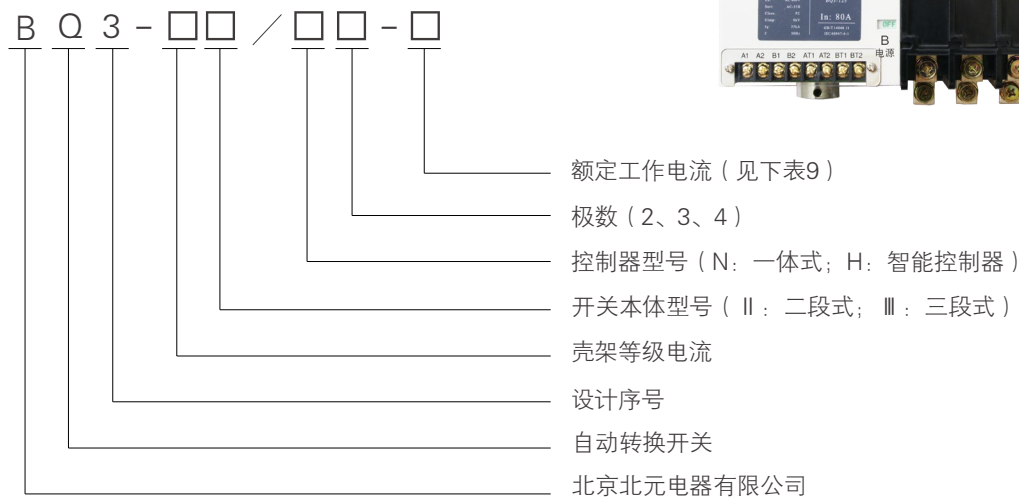 B Q 3 - □□ / □□ - □
In: 80A
OFF
B
电源
A1 A2 B1 B2 AT1 AT2 BT1 BT2
额定工作电流（见下表9）
极数（2、3、4）
控制器型号（N：一体式；H：智能控制器）
开关本体型号（Ⅱ：二段式；Ⅲ：三段式）
壳架等级电流
设计序号
自动转换开关
北京北元电器有限公司